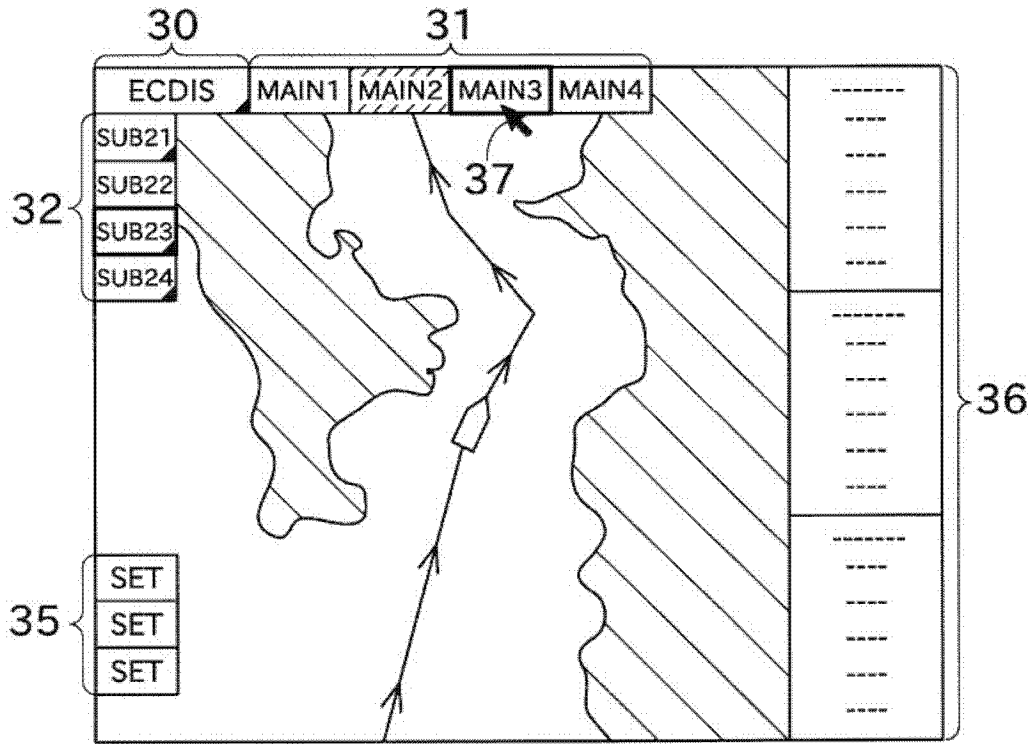 30 31
ECDIS MAIN1 MAIN2 MAIN3 MAIN4
37
32
SUB21
SUB22
SUB23
SUB24
36
35
SET
SET
SET